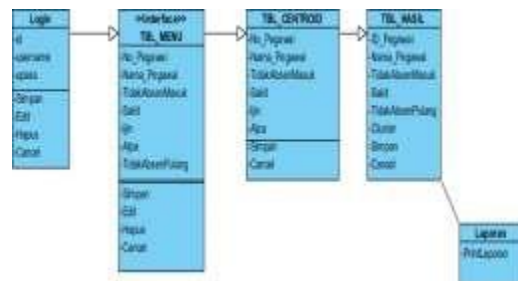 Login
-id
-username
-Simpan
-Edit
-Hapus
-Cancel
<<Interface>>
TBL_MENU
-No_Pegawai
-Nama_Pegawai
-TidakAbsenMasuk
-Sakit
-Ijin
-Alpa
-TidakAbsenPulang
-Simpan
-Edit
-Hapus
-Cancel
TBL_CENTROID
-No_Pegawai
-Nama_Pegawai
-TidakAbsenMasuk
-Sakit
-Ijin
-Alpa
-Simpan
-Cancel
TBL_HASIL
-ID_Pegawai
-Nama_Pegawai
-TidakAbsenMasuk
-Sakit
-TidakAbsenPulang
-Cluster
-Simpan
-Cancel
Laporan
-PrintLaporan